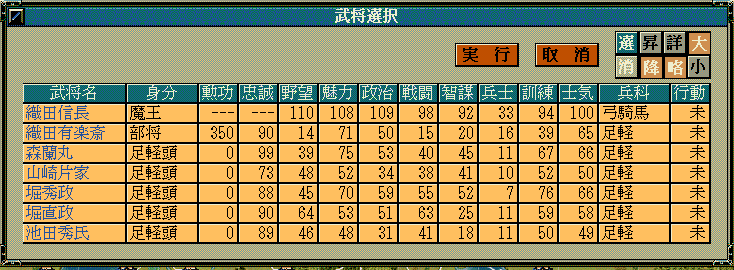 武将選択
実 行 取 消 選 昇 詳 大
消 降 略 小
武将名 身分 勲功 忠誠 野望 魅力 政治 戦闘 智謀 兵士 訓練 士気 兵科 行動
織田信長 魔王 --- --- 110 108 109 98 92 33 94 100 弓騎馬 未
織田有楽斎 部将 350 90 14 71 50 15 20 16 39 65 足軽 未
森蘭丸 足軽頭 0 99 39 75 53 40 45 11 67 66 足軽 未
山崎片家 足軽頭 0 73 48 52 34 38 41 10 52 50 足軽 未
堀秀政 足軽頭 0 88 45 70 59 55 52 7 76 66 足軽 未
堀直政 足軽頭 0 90 64 53 51 63 25 11 59 58 足軽 未
池田秀氏 足軽頭 0 89 46 48 31 41 18 11 50 49 足軽 未